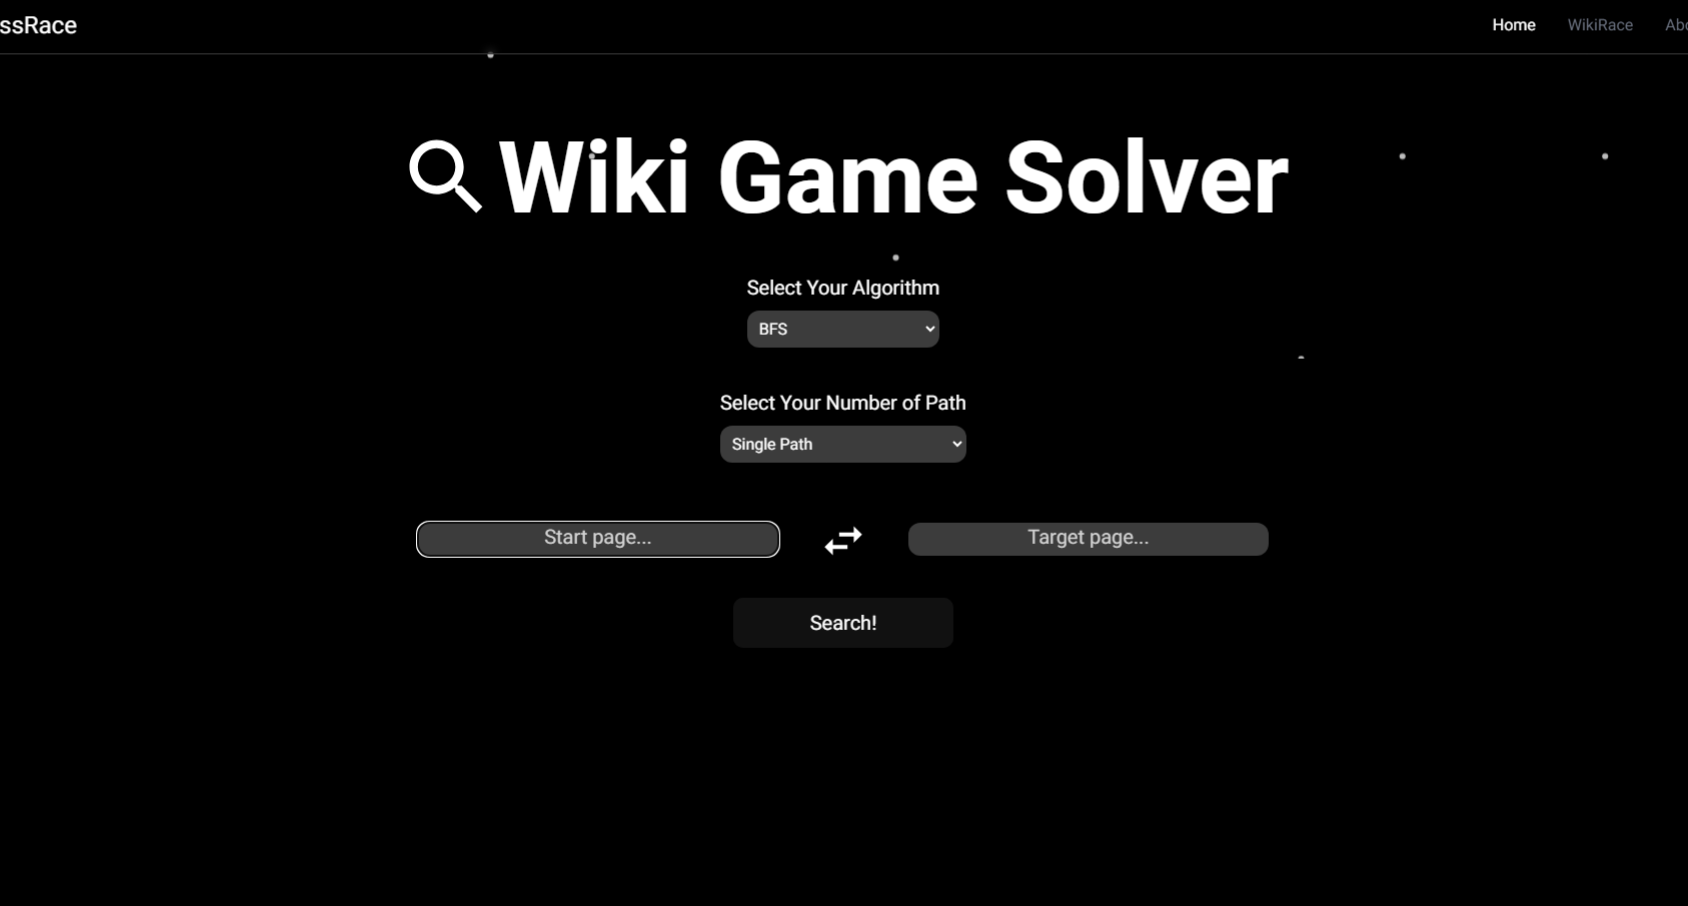 ssRace
Home WikiRace Abo
Wiki Game Solver
Select Your Algorithm
BFS
Select Your Number of Path
Single Path
Start page... Target page...
Search!